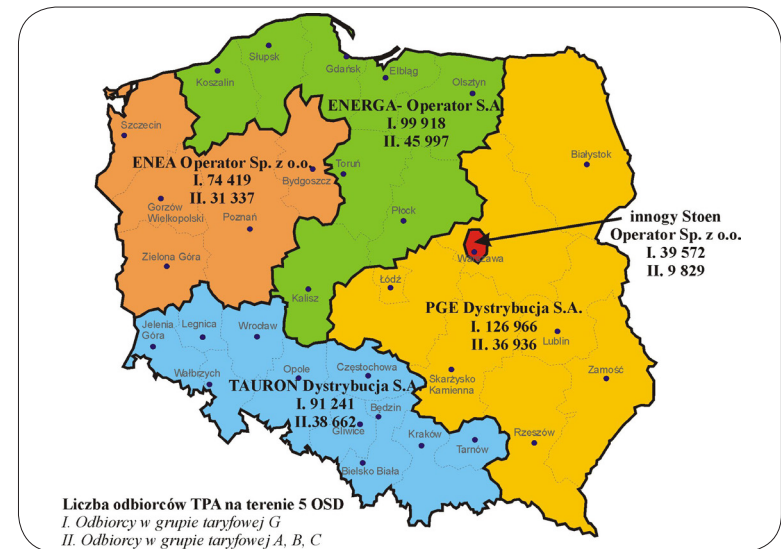 Słupsk
Koszalin
Gdańsk
Elbląg
Olsztyn
ENERGA- Operator S.A.
I. 99 918
II. 45 997
Szczecin
ENEA Operator Sp. z o.o.
I. 74 419
II. 31 337
Bydgoszcz
Toruń
Białystok
Gorzów
Wielkopolski
Poznań
Płock
innogy Stoen
Operator Sp. z o.o.
I. 39 572
II. 9 829
Warszawa
Zielona Góra
Łódź
Kalisz
PGE Dystrybucja S.A.
I. 126 966
II. 36 936
Lublin
Jelenia
Góra
Legnica
Wrocław
Wałbrzych
Opole
Częstochowa
Skarżysko
Kamienna
Zamość
TAURON Dystrybucja S.A.
I. 91 241
II.38 662
Będzin
Gliwice
Kraków
Tarnów
Rzeszów
Bielsko Biała
Liczba odbiorców TPA na terenie 5 OSD
I. Odbiorcy w grupie taryfowej G
II. Odbiorcy w grupie taryfowej A, B, C